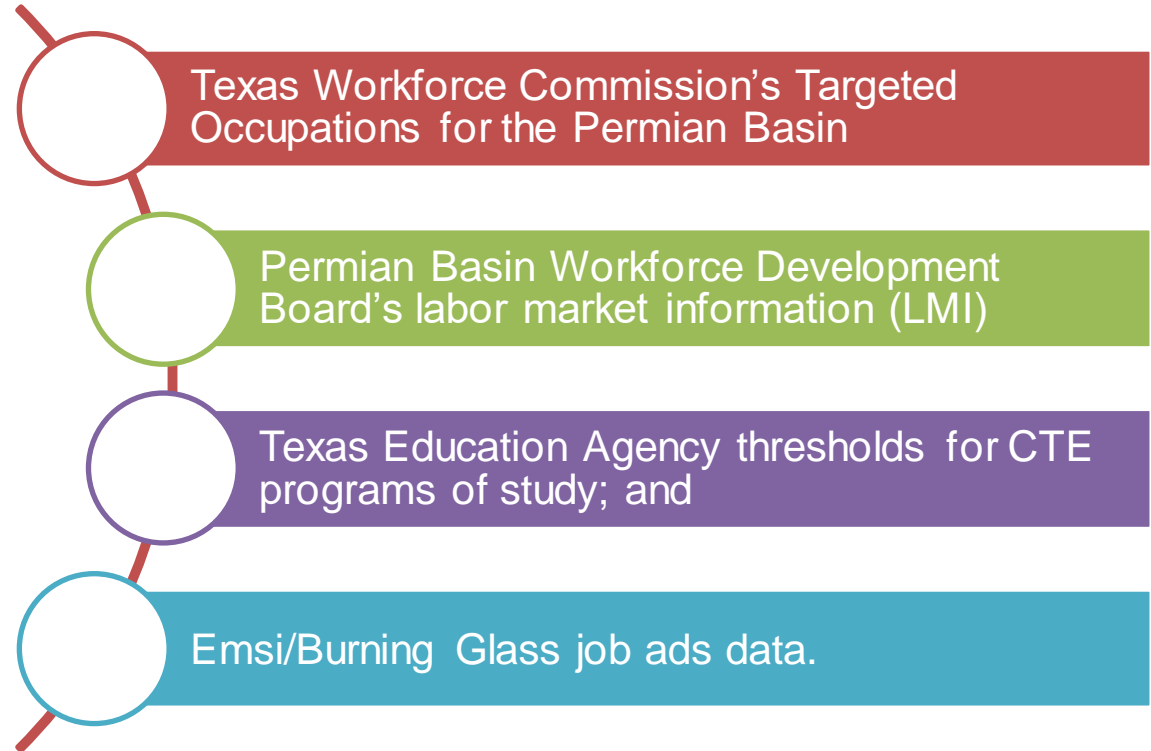 Texas Workforce Commission’s Targeted
Occupations for the Permian Basin
Permian Basin Workforce Development
Board’s labor market information (LMI)
Texas Education Agency thresholds for CTE
programs of study; and
Emsi/Burning Glass job ads data.